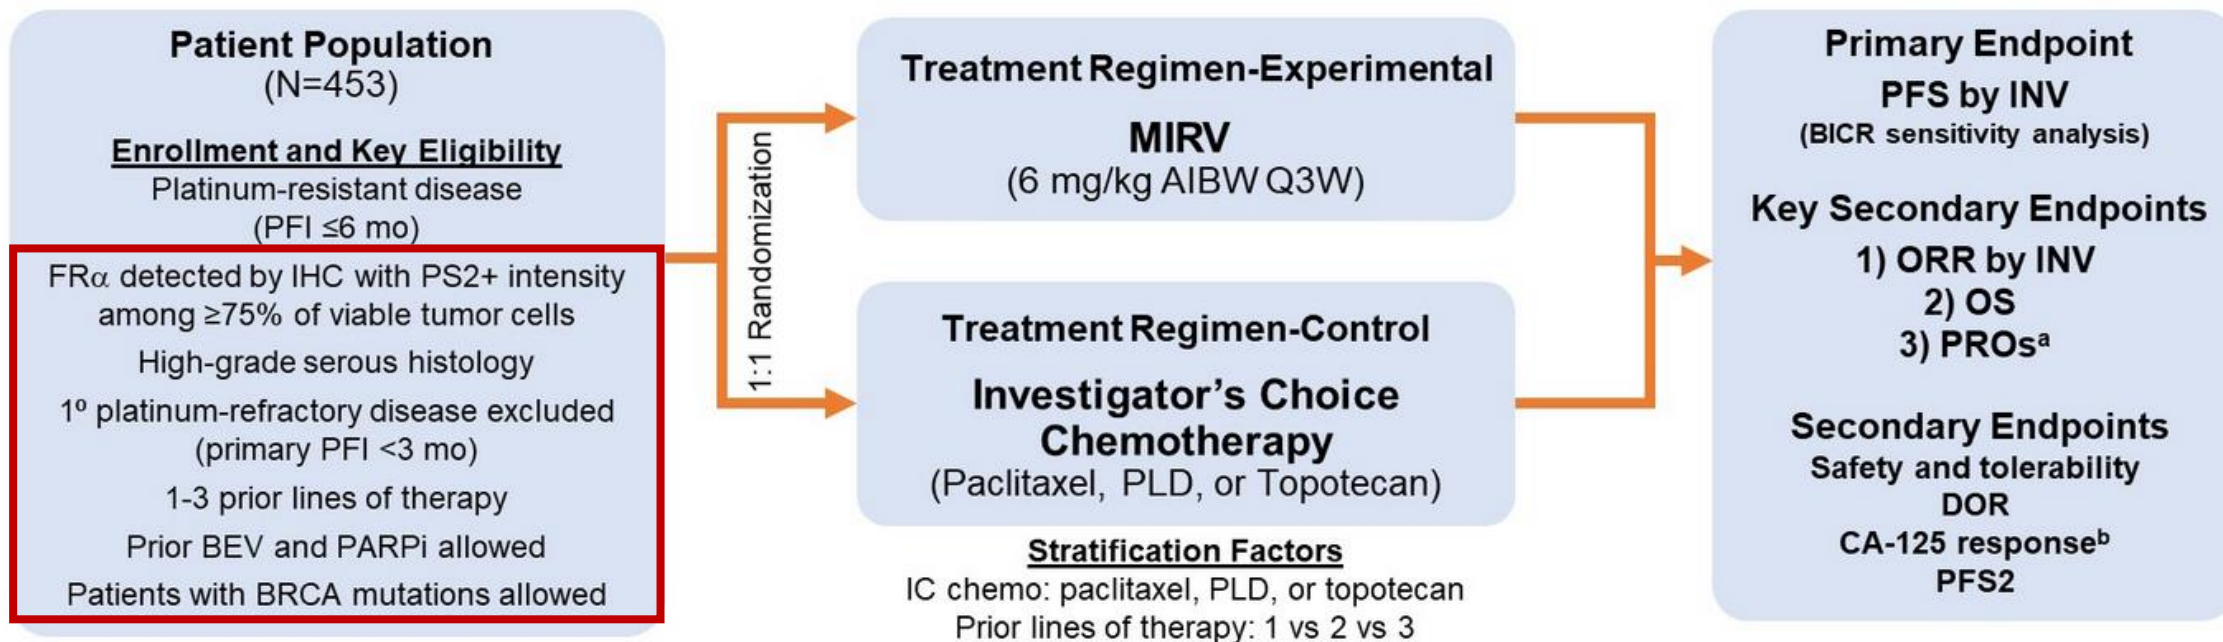 Patient Population
(N=453)
Enrollment and Key Eligibility
Platinum-resistant disease
(PFI ≤6 mo)
FRα detected by IHC with PS2+ intensity
among ≥75% of viable tumor cells
High-grade serous histology
1º platinum-refractory disease excluded
(primary PFI <3 mo)
1-3 prior lines of therapy
Prior BEV and PARPi allowed
Patients with BRCA mutations allowed
1:1 Randomization
Treatment Regimen-Experimental
MIRV
(6 mg/kg AIBW Q3W)
Treatment Regimen-Control
Investigator’s Choice
Chemotherapy
(Paclitaxel, PLD, or Topotecan)
Stratification Factors
IC chemo: paclitaxel, PLD, or topotecan
Prior lines of therapy: 1 vs 2 vs 3
Primary Endpoint
PFS by INV
(BICR sensitivity analysis)
Key Secondary Endpoints
1) ORR by INV
2) OS
3) PROsᵃ
Secondary Endpoints
Safety and tolerability
DOR
CA-125 responseᵇ
PFS2